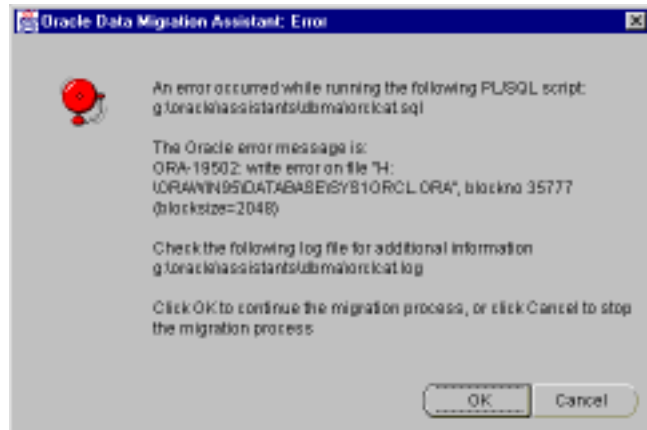 Oracle Data Migration Assistant: Error
An error occurred while running the following PL/SQL script:
g:\oracle\assistants\dbma\orclcat.sql
The Oracle error message is:
ORA-19502: write error on file "H:
\ORAWIN95\DATABASE\SYS1ORCL.ORA", blockno 35777
(blocksize=2048)
Check the following log file for additional information
g:\oracle\assistants\dbma\orclcat.log
Click OK to continue the migration process, or click Cancel to stop
the migration process
OK
Cancel